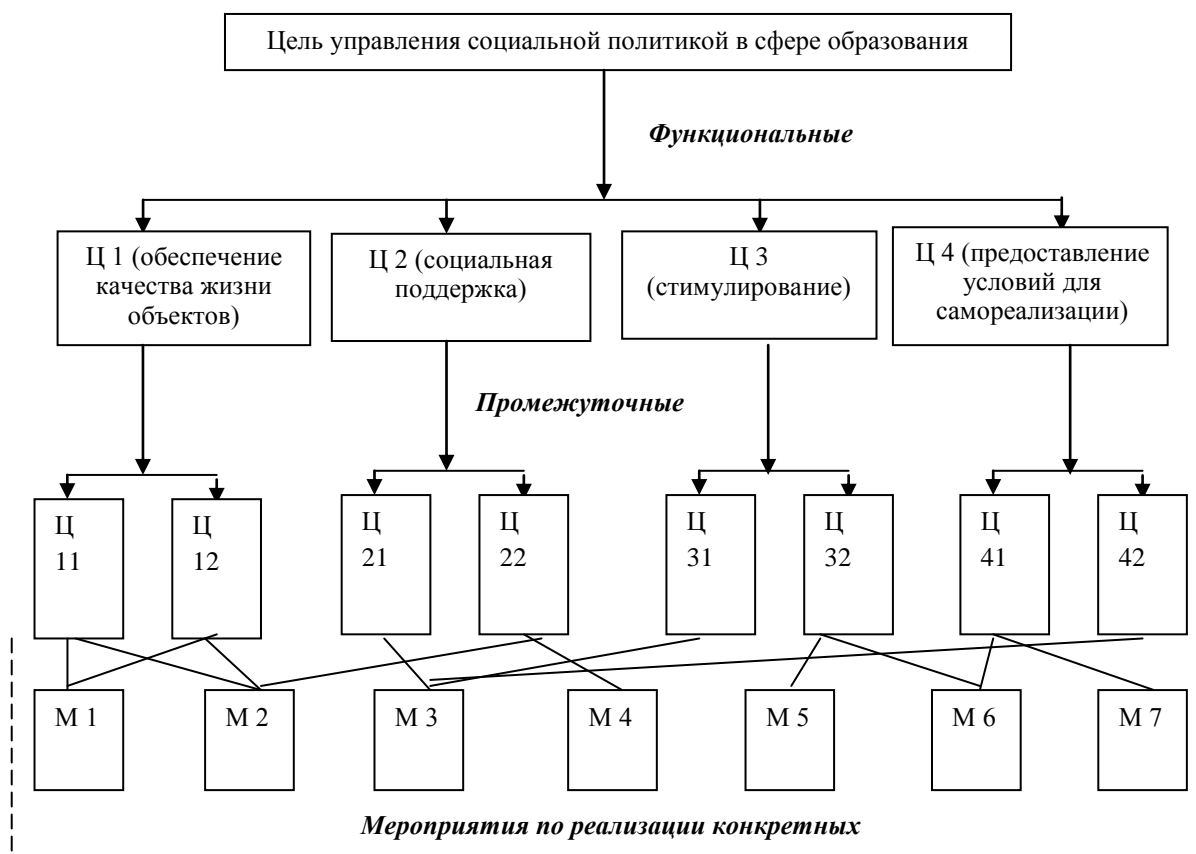 Цель управления социальной политикой в сфере образования
Функциональные
Ц 1 (обеспечение
качества жизни
объектов)
Ц 2 (социальная
поддержка)
Ц 3
(стимулирование)
Ц 4 (предоставление
условий для
самореализации)
Промежуточные
Ц
11
Ц
12
Ц
21
Ц
22
Ц
31
Ц
32
Ц
41
Ц
42
М 1
М 2
М 3
М 4
М 5
М 6
М 7
Мероприятия по реализации конкретных